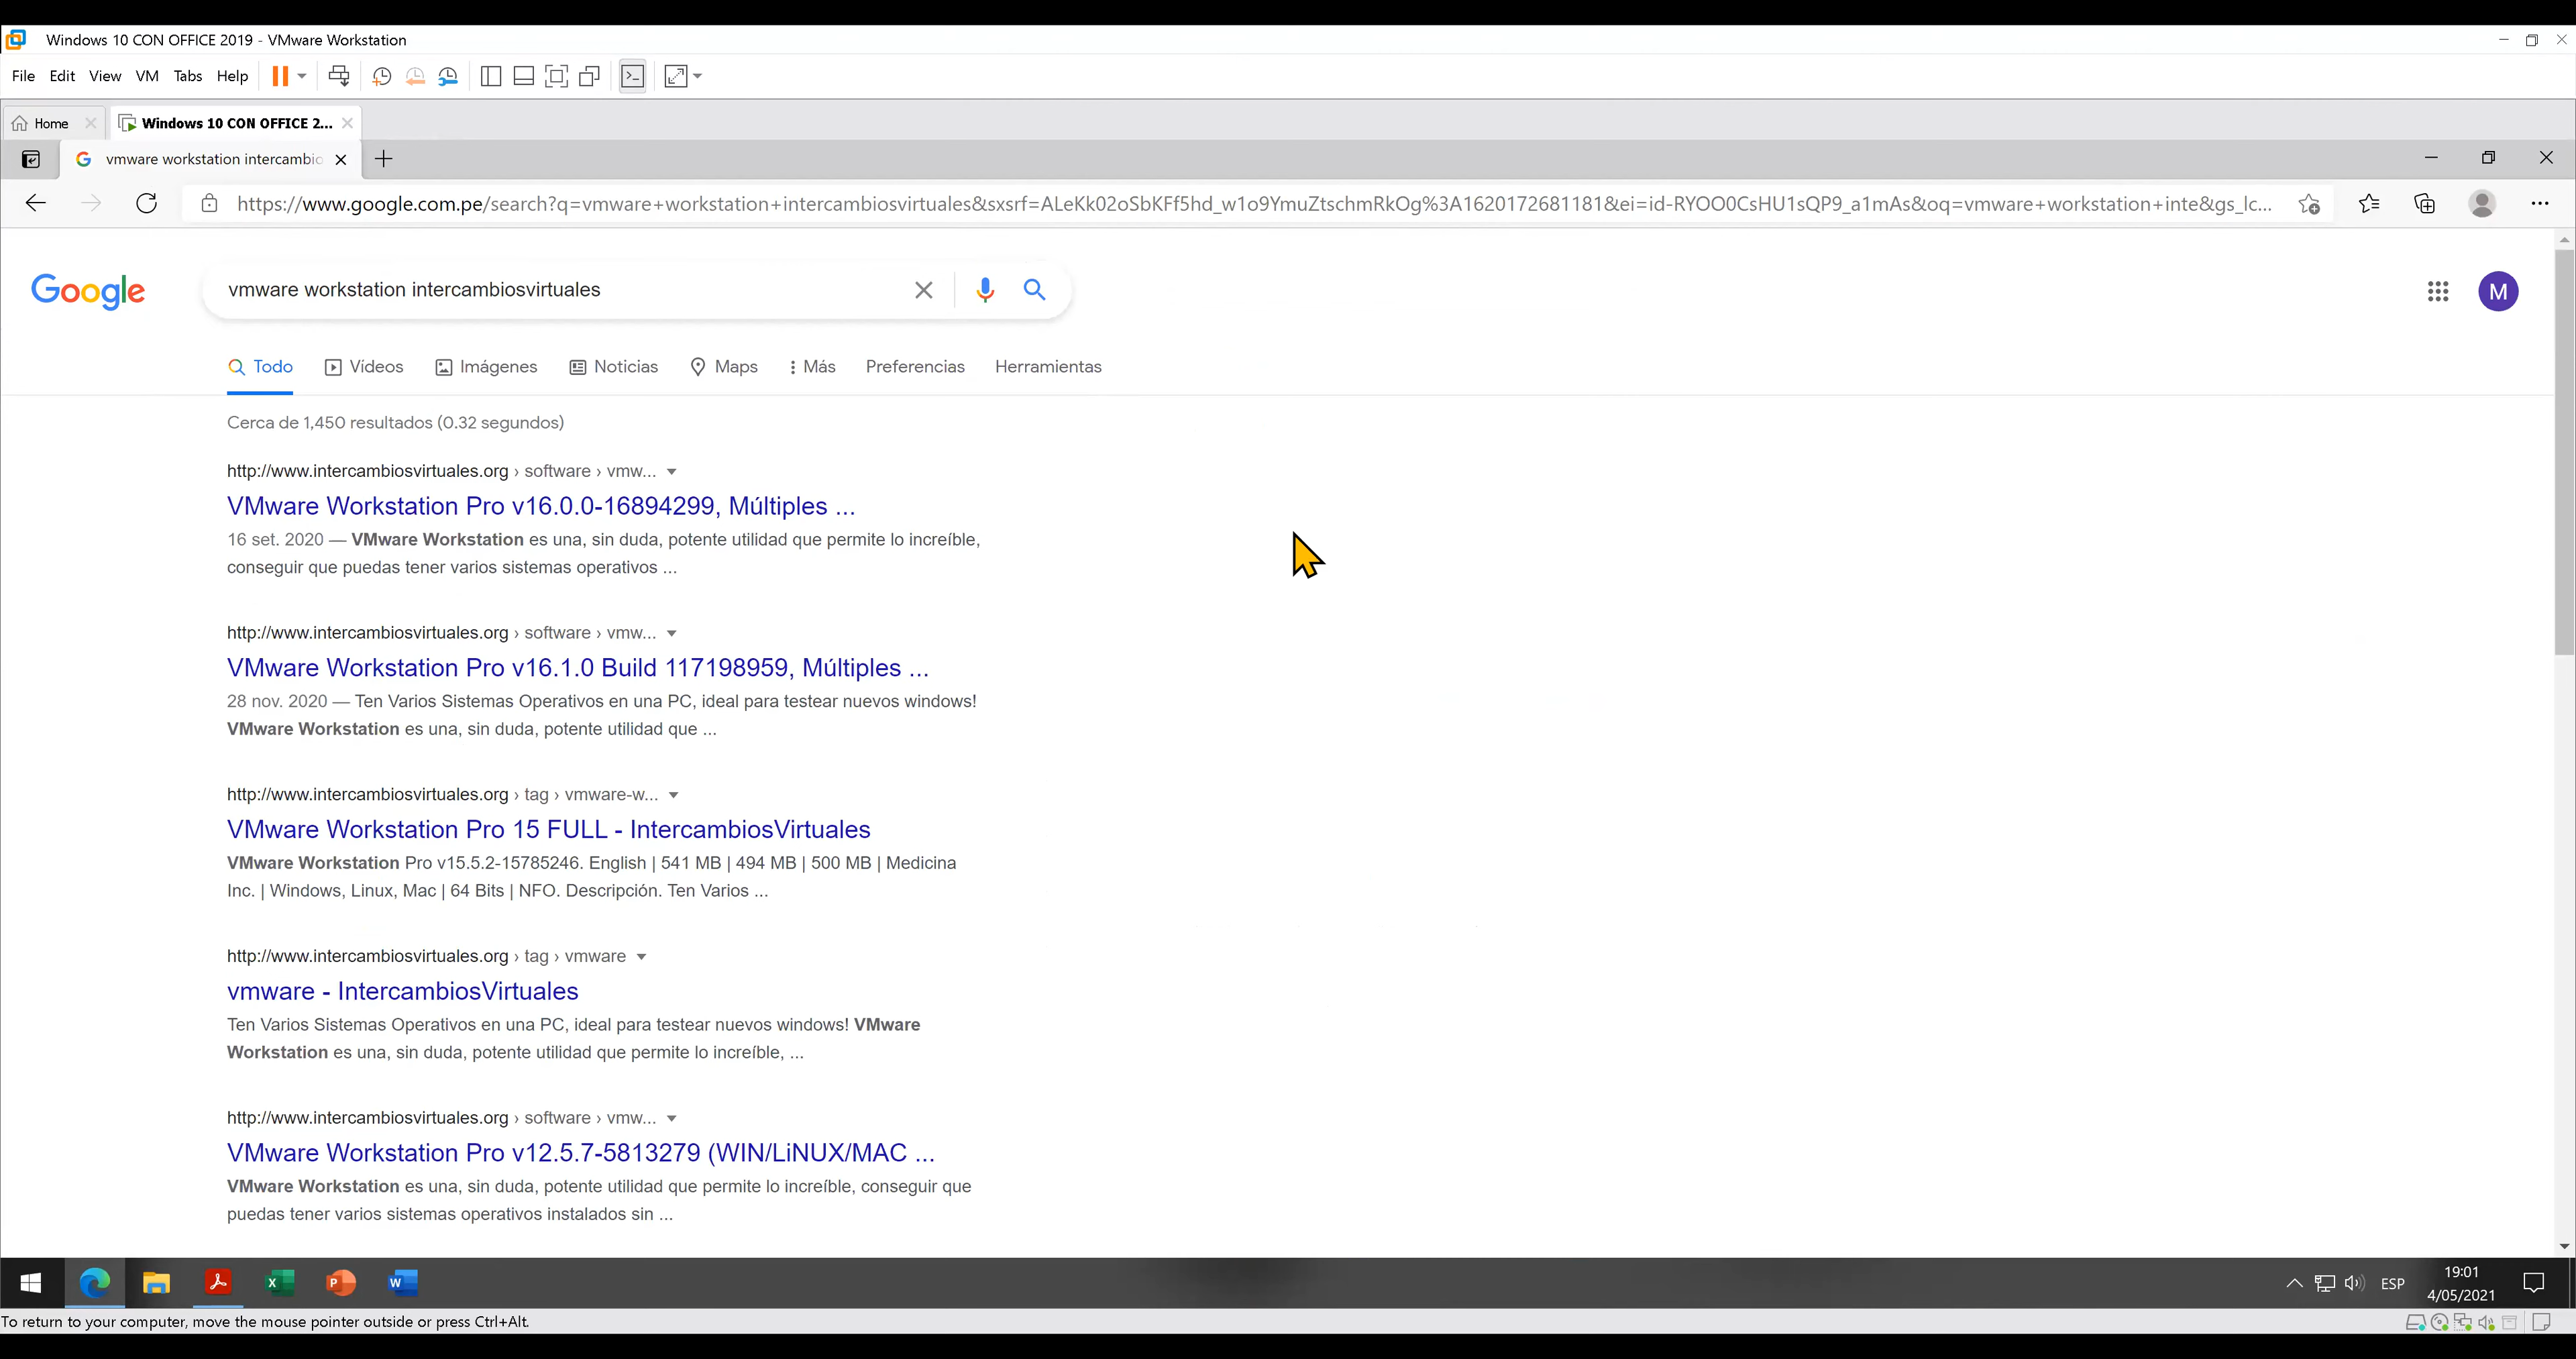 Windows 10 CON OFFICE 2019 - VMware Workstation
File Edit View VM Tabs Help
Home
Windows 10 CON OFFICE 2...
vmware workstation intercambio
https://www.google.com.pe/search?q=vmware+workstation+intercambiosvirtuales&sxsrf=ALeKk02oSbKFf5hd_w1o9YmuZtschmRkOg%3A1620172681181&ei=id-RYOO0CsHU1sQP9_a1mAs&oq=vmware+workstation+inte&gs_lc...
Google
vmware workstation intercambiosvirtuales
M
Todo Vídeos Imágenes Noticias Maps Más Preferencias Herramientas
Cerca de 1,450 resultados (0.32 segundos)
http://www.intercambiosvirtuales.org › software › vmw...
VMware Workstation Pro v16.0.0-16894299, Múltiples ...
16 set. 2020 — VMware Workstation es una, sin duda, potente utilidad que permite lo increíble,
conseguir que puedas tener varios sistemas operativos ...
http://www.intercambiosvirtuales.org › software › vmw...
VMware Workstation Pro v16.1.0 Build 117198959, Múltiples ...
28 nov. 2020 — Ten Varios Sistemas Operativos en una PC, ideal para testear nuevos windows!
VMware Workstation es una, sin duda, potente utilidad que ...
http://www.intercambiosvirtuales.org › tag › vmware-w...
VMware Workstation Pro 15 FULL - IntercambiosVirtuales
VMware Workstation Pro v15.5.2-15785246. English | 541 MB | 494 MB | 500 MB | Medicina
Inc. | Windows, Linux, Mac | 64 Bits | NFO. Descripción. Ten Varios ...
http://www.intercambiosvirtuales.org › tag › vmware
vmware - IntercambiosVirtuales
Ten Varios Sistemas Operativos en una PC, ideal para testear nuevos windows! VMware
Workstation es una, sin duda, potente utilidad que permite lo increíble, ...
http://www.intercambiosvirtuales.org › software › vmw...
VMware Workstation Pro v12.5.7-5813279 (WIN/LiNUX/MAC ...
VMware Workstation es una, sin duda, potente utilidad que permite lo increíble, conseguir que
puedas tener varios sistemas operativos instalados sin ...
ESP
19:01
4/05/2021
To return to your computer, move the mouse pointer outside or press Ctrl+Alt.